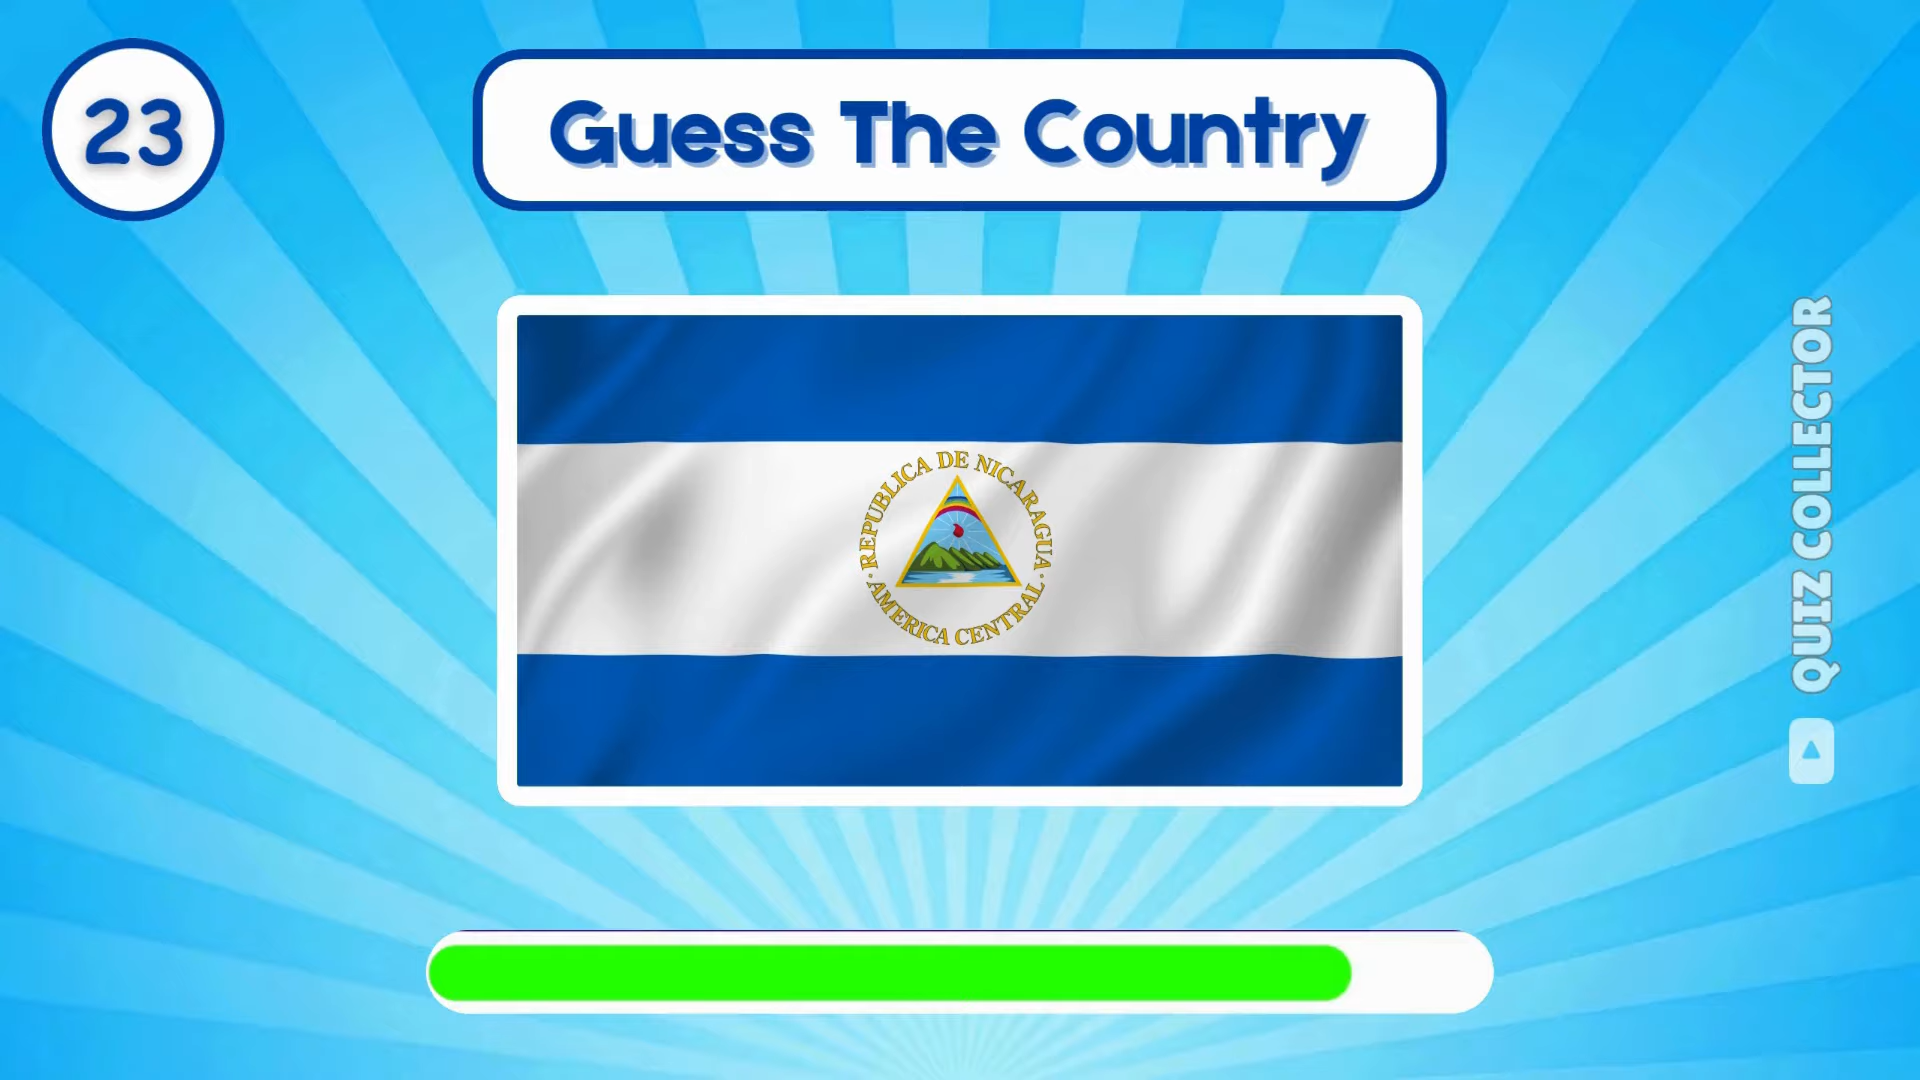 23
Guess The Country
REPUBLICA DE NICARAGUA
· AMERICA CENTRAL ·
QUIZ COLLECTOR